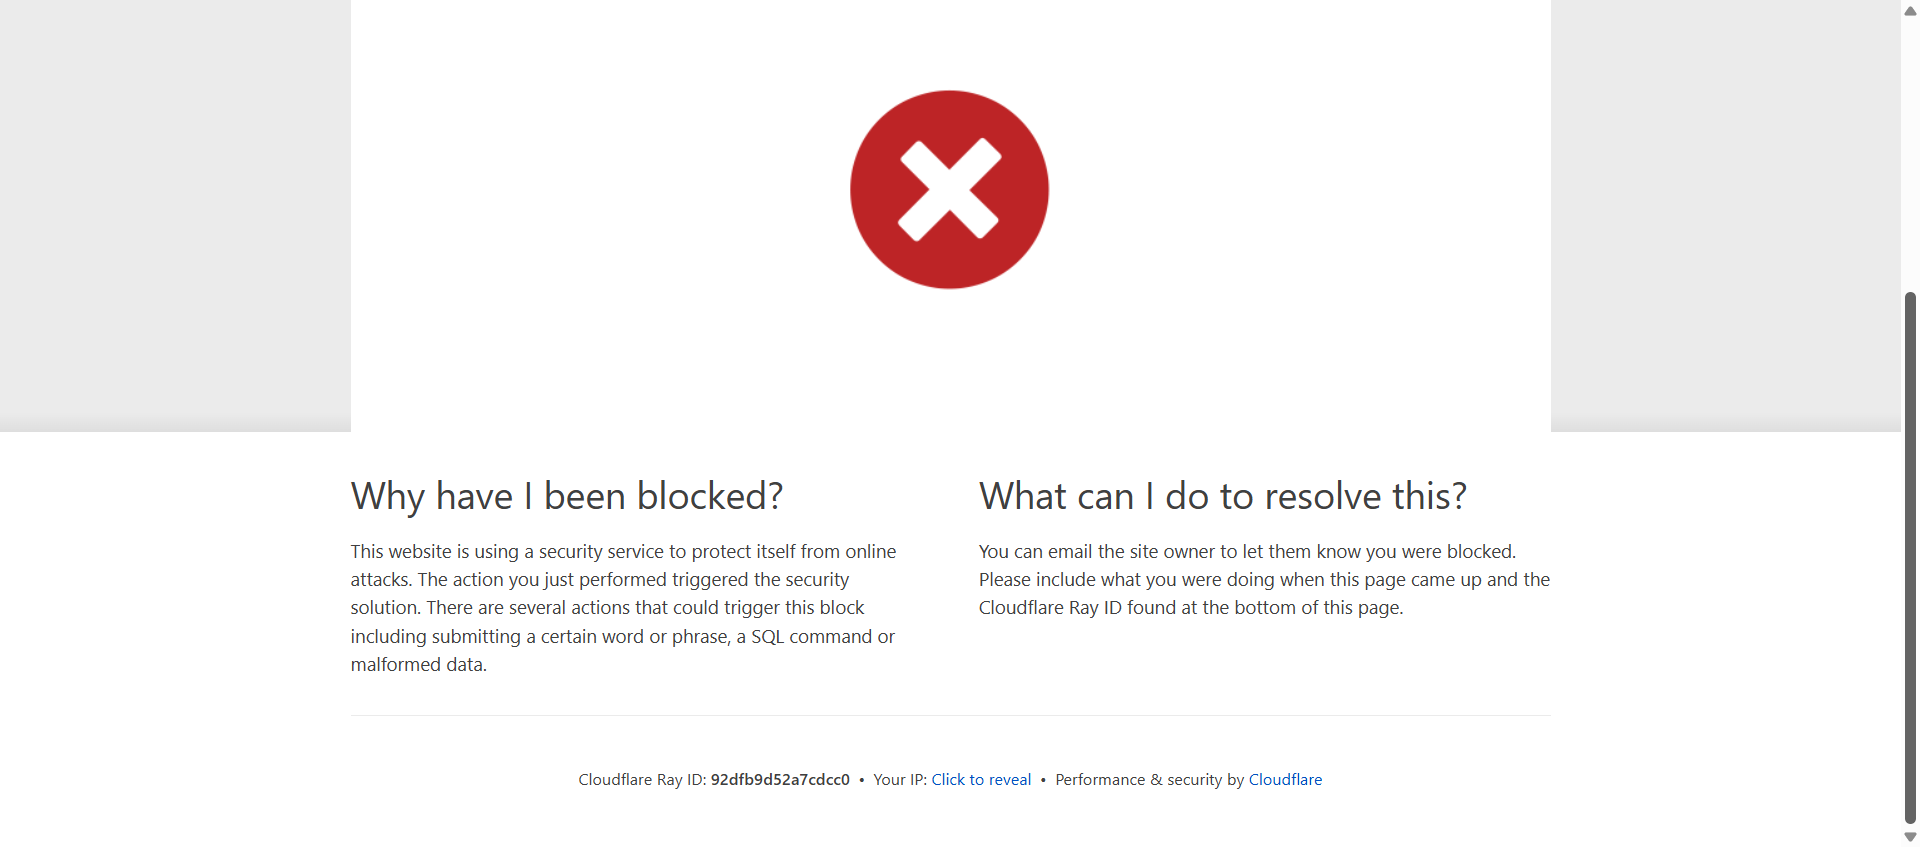 Why have I been blocked?
This website is using a security service to protect itself from online
attacks. The action you just performed triggered the security
solution. There are several actions that could trigger this block
including submitting a certain word or phrase, a SQL command or
malformed data.
What can I do to resolve this?
You can email the site owner to let them know you were blocked.
Please include what you were doing when this page came up and the
Cloudflare Ray ID found at the bottom of this page.
Cloudflare Ray ID: 92dfb9d52a7cdcc0 • Your IP: Click to reveal • Performance & security by Cloudflare